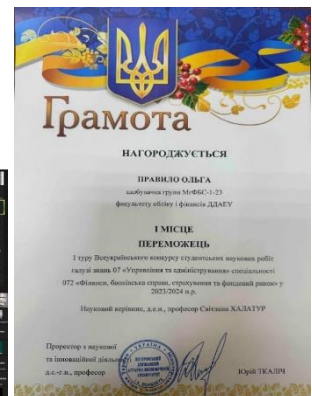 Грамота
НАГОРОДЖУЄТЬСЯ
ПРАВИЛО ОЛЬГА
здобувачка групи МгФБС-1-23
факультету обліку і фінансів ДДАЕУ
І МІСЦЕ
ПЕРЕМОЖЕЦЬ
І туру Всеукраїнського конкурсу студентських наукових робіт
галузі знань 07 «Управління та адміністрування» спеціальності
072 «Фінанси, банківська справа, страхування та фондовий ринок» у
2023/2024 н.р.
Науковий керівник, д.е.н., професор Світлана ХАЛАТУР
Проректор з наукової
та інноваційної діяльності
д.с.-г.н., професор
Юрій ТКАЛІЧ